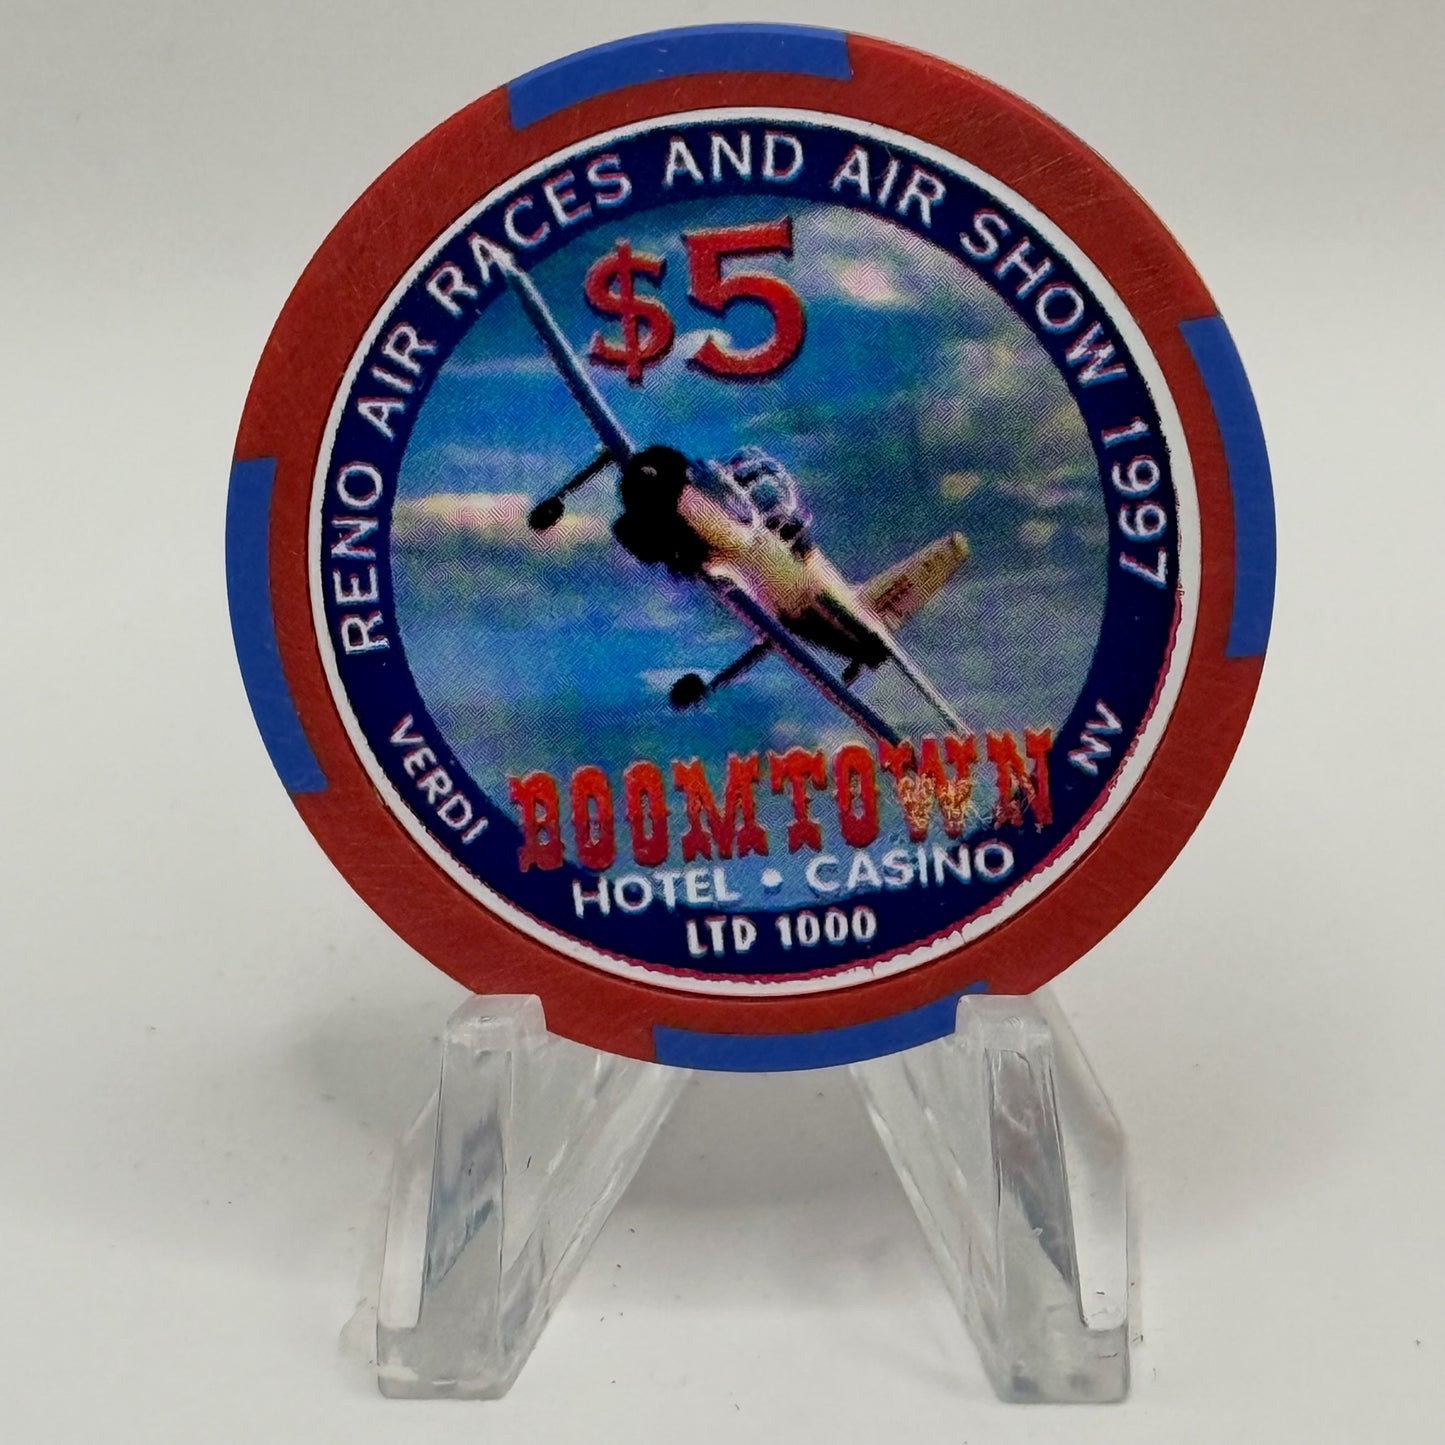 RENO AIR RACES AND AIR SHOW 1997
$5
BOOMTOWN
HOTEL • CASINO
VERDI
NV
LTD 1000